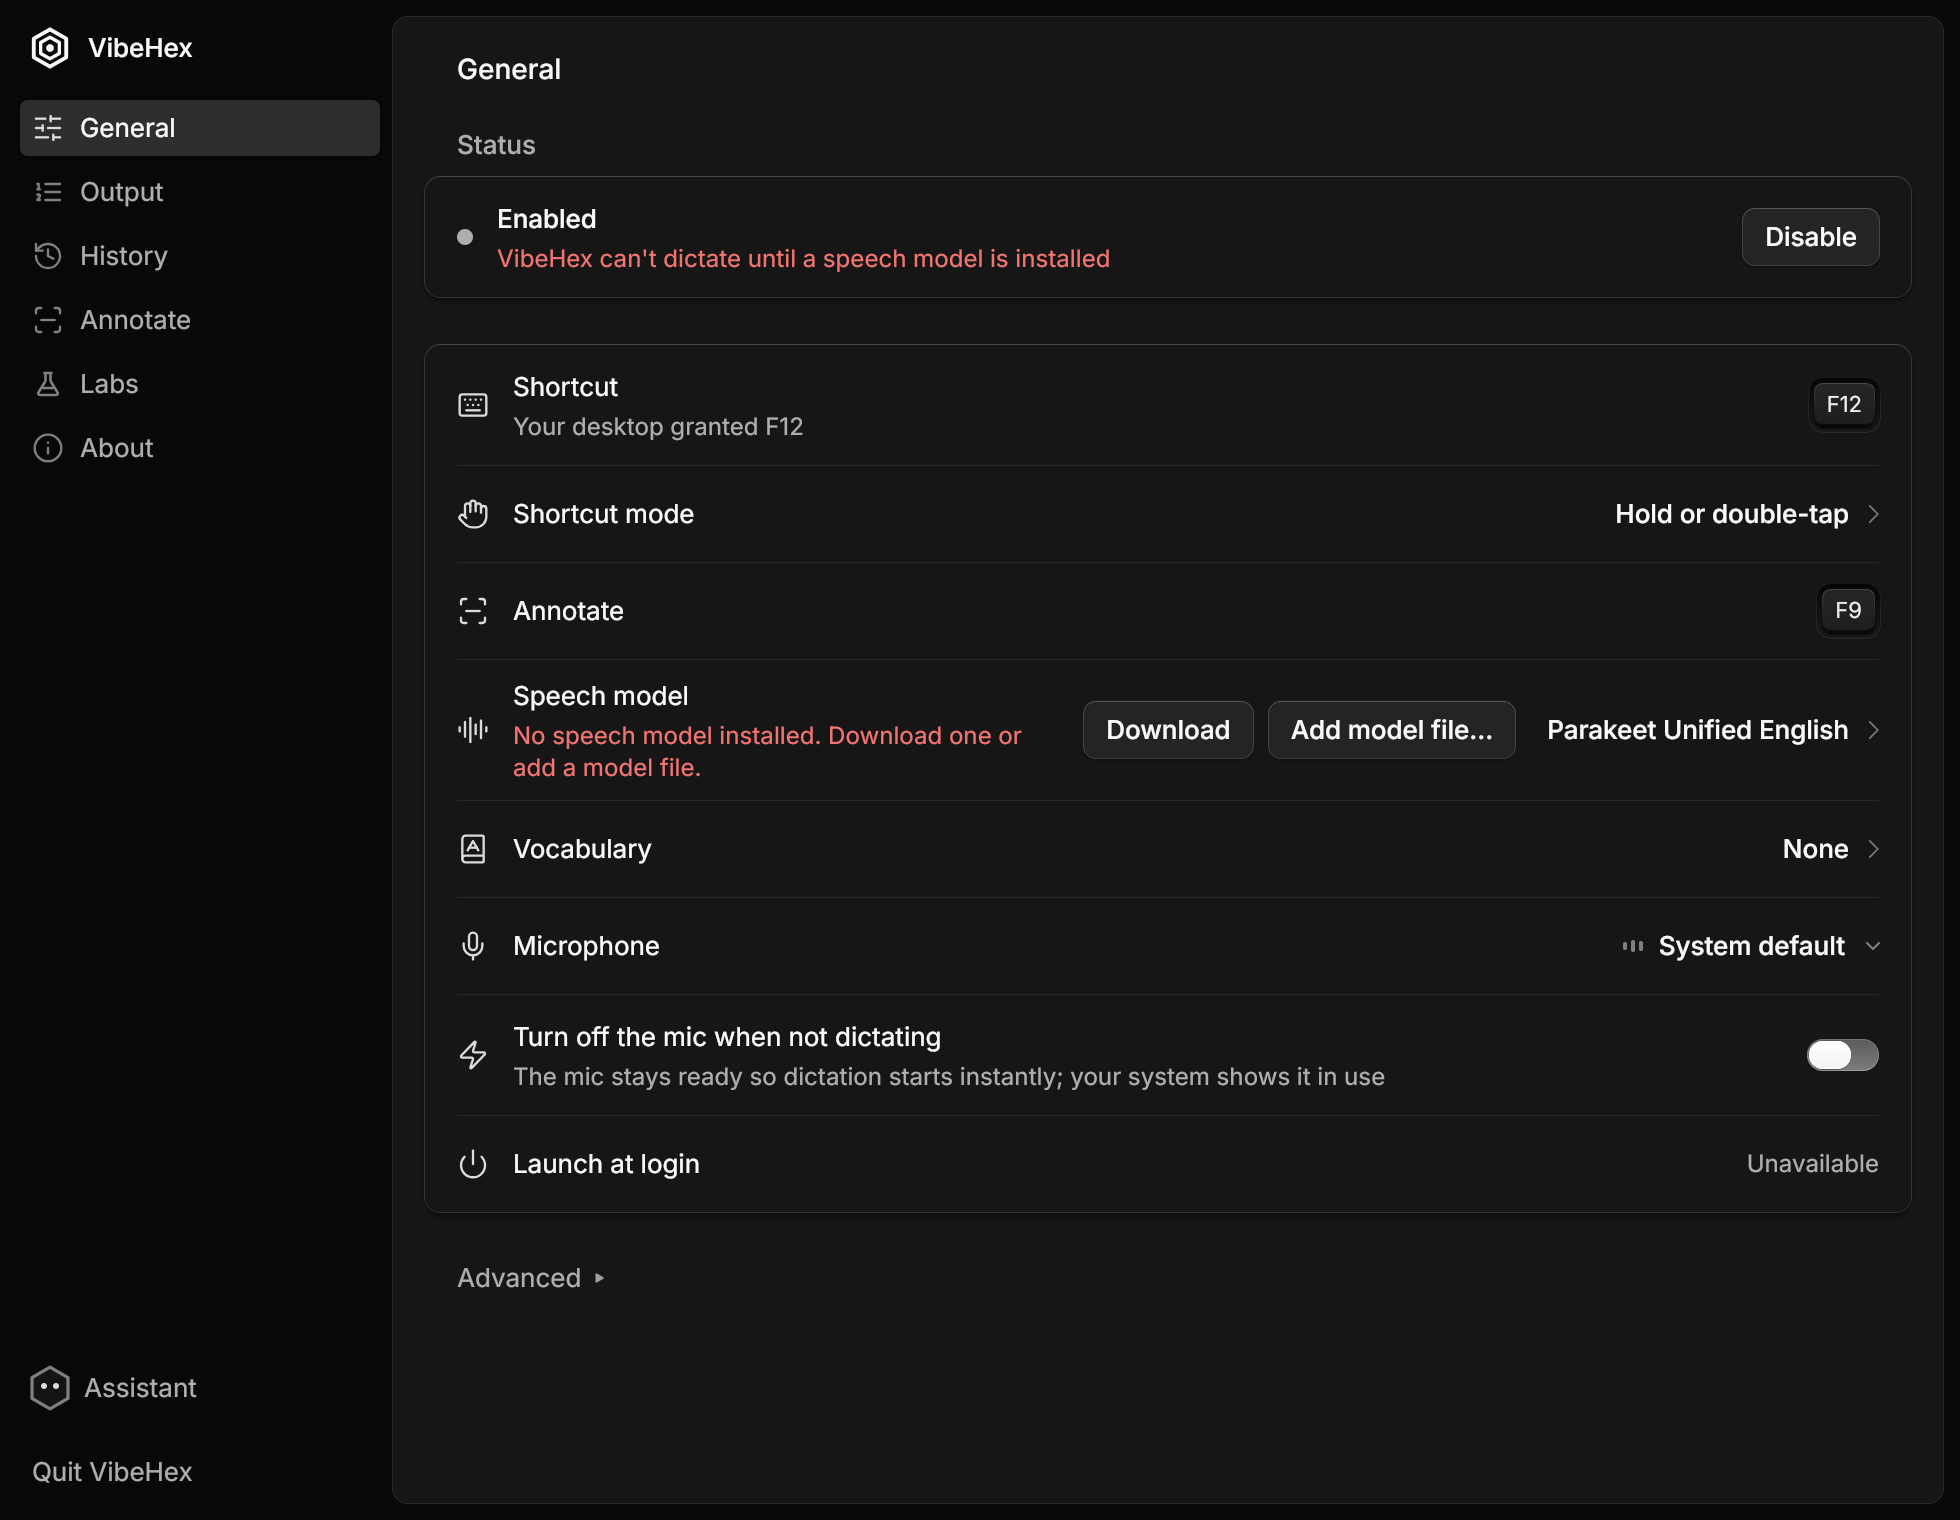 VibeHex
General
Output
History
Annotate
Labs
About
Assistant
Quit VibeHex
General
Status
Enabled
VibeHex can't dictate until a speech model is installed
Disable
Shortcut
Your desktop granted F12
F12
Shortcut mode
Hold or double-tap
Annotate
F9
Speech model
No speech model installed. Download one or
add a model file.
Download
Add model file...
Parakeet Unified English
Vocabulary
None
Microphone
System default
Turn off the mic when not dictating
The mic stays ready so dictation starts instantly; your system shows it in use
Launch at login
Unavailable
Advanced